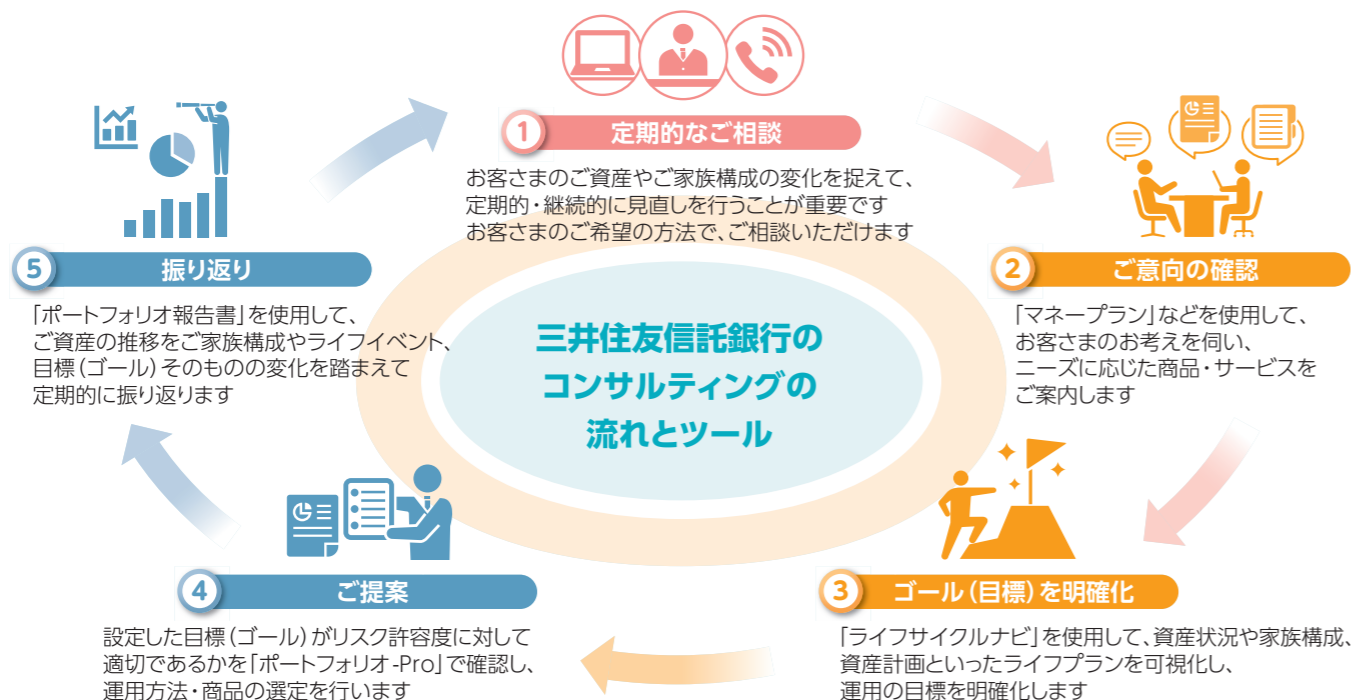 三井住友信託銀行の
コンサルティングの
流れとツール
1 定期的なご相談
お客さまのご資産やご家族構成の変化を捉えて、
定期的・継続的に見直しを行うことが重要です
お客さまのご希望の方法で、ご相談いただけます
2 ご意向の確認
「マネープラン」などを使用して、
お客さまのお考えを伺い、
ニーズに応じた商品・サービスを
ご案内します
3 ゴール(目標)を明確化
「ライフサイクルナビ」を使用して、資産状況や家族構成、
資産計画といったライフプランを可視化し、
運用の目標を明確化します
4 ご提案
設定した目標(ゴール)がリスク許容度に対して
適切であるかを「ポートフォリオ-Pro」で確認し、
運用方法・商品の選定を行います
5 振り返り
「ポートフォリオ報告書」を使用して、
ご資産の推移をご家族構成やライフイベント、
目標(ゴール)そのものの変化を踏まえて
定期的に振り返ります